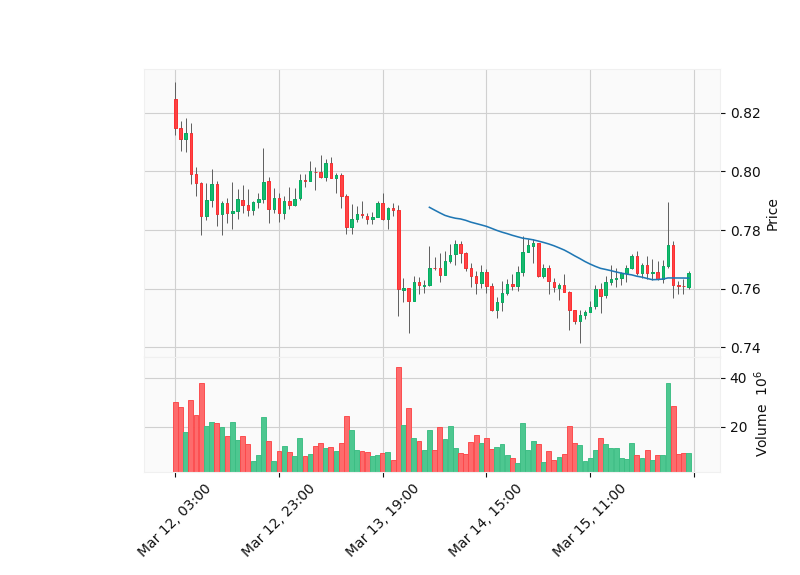 0.82
0.80
0.78
0.76
0.74
Price
40
20
Volume 10^6
Mar 12, 03:00
Mar 12, 23:00
Mar 13, 19:00
Mar 14, 15:00
Mar 15, 11:00